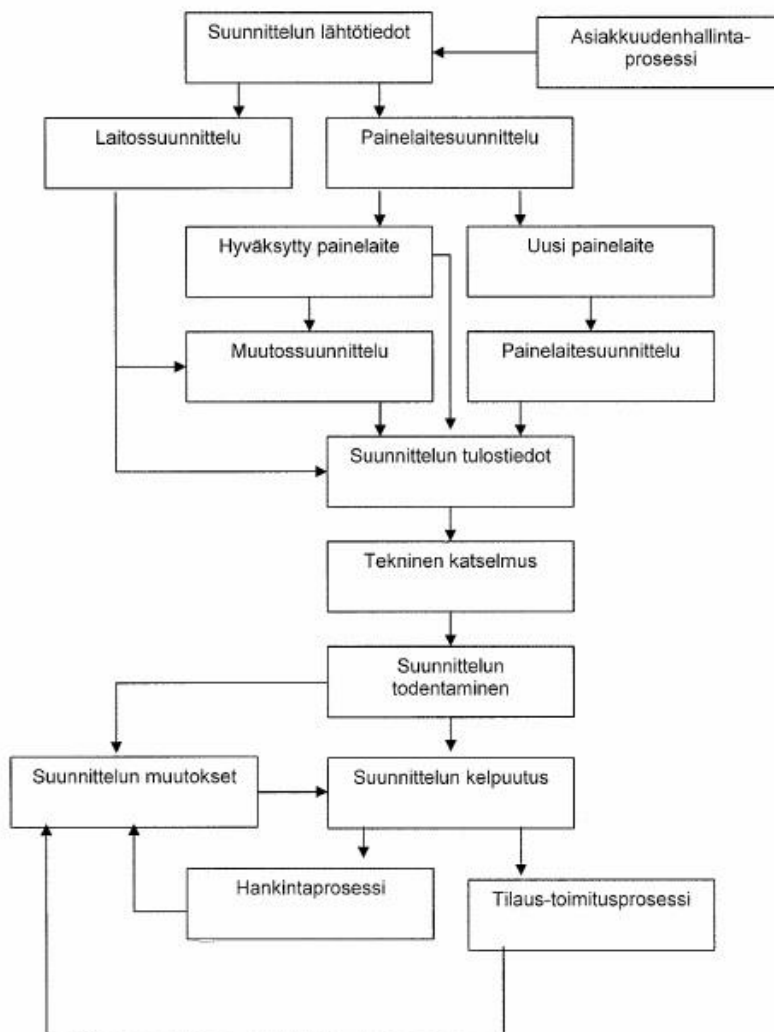 Suunnittelun lähtötiedot
Asiakkuudenhallinta-
prosessi
Laitossuunnittelu
Painelaitesuunnittelu
Hyväksytty painelaite
Uusi painelaite
Muutossuunnittelu
Painelaitesuunnittelu
Suunnittelun tulostiedot
Tekninen katselmus
Suunnittelun
todentaminen
Suunnittelun muutokset
Suunnittelun kelpuutus
Hankintaprosessi
Tilaus-toimitusprosessi